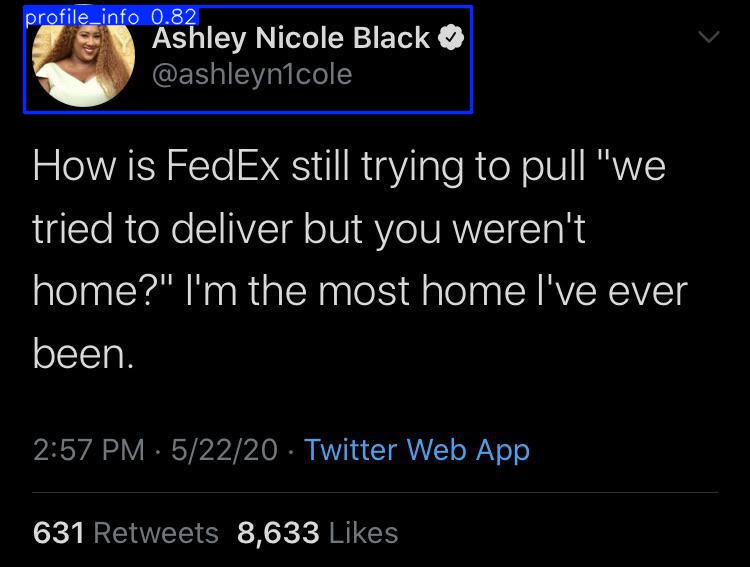 profile_info 0.82
Ashley Nicole Black
@ashleyn1cole
How is FedEx still trying to pull "we
tried to deliver but you weren't
home?" I'm the most home I've ever
been.
2:57 PM · 5/22/20 · Twitter Web App
631 Retweets 8,633 Likes